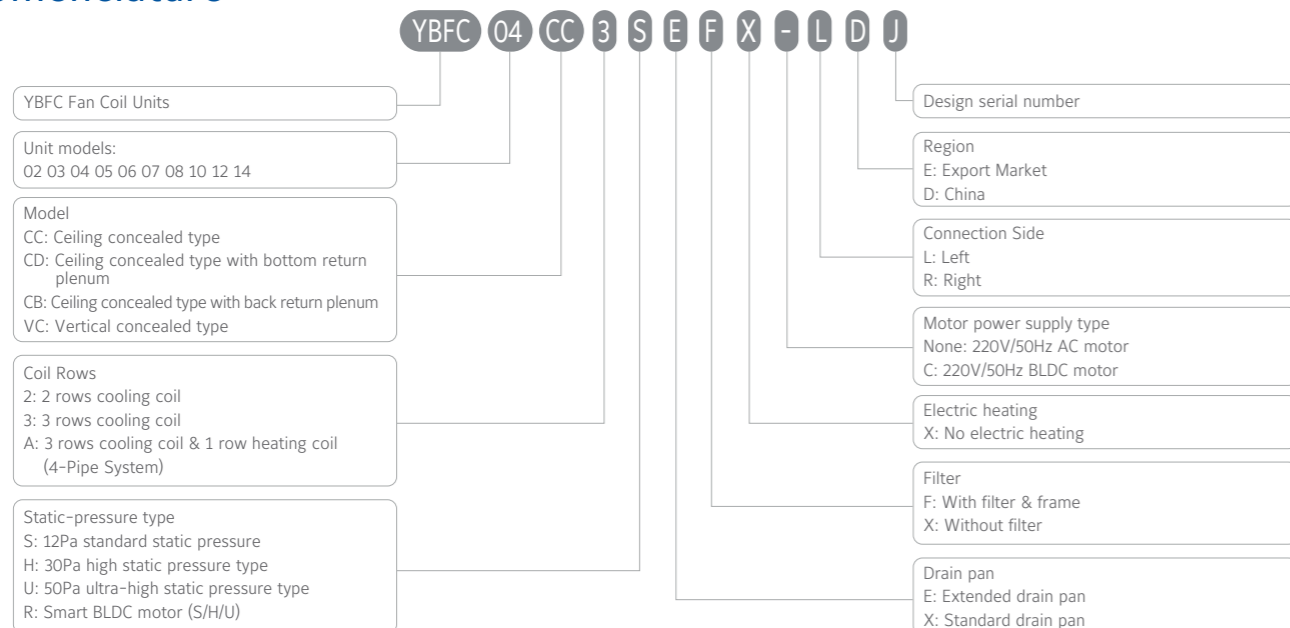 YBFC 04 CC 3 S E F X - L D J
YBFC Fan Coil Units
Unit models:
02 03 04 05 06 07 08 10 12 14
Model
CC: Ceiling concealed type
CD: Ceiling concealed type with bottom return
plenum
CB: Ceiling concealed type with back return plenum
VC: Vertical concealed type
Coil Rows
2: 2 rows cooling coil
3: 3 rows cooling coil
A: 3 rows cooling coil & 1 row heating coil
(4-Pipe System)
Static-pressure type
S: 12Pa standard static pressure
H: 30Pa high static pressure type
U: 50Pa ultra-high static pressure type
R: Smart BLDC motor (S/H/U)
Design serial number
Region
E: Export Market
D: China
Connection Side
L: Left
R: Right
Motor power supply type
None: 220V/50Hz AC motor
C: 220V/50Hz BLDC motor
Electric heating
X: No electric heating
Filter
F: With filter & frame
X: Without filter
Drain pan
E: Extended drain pan
X: Standard drain pan